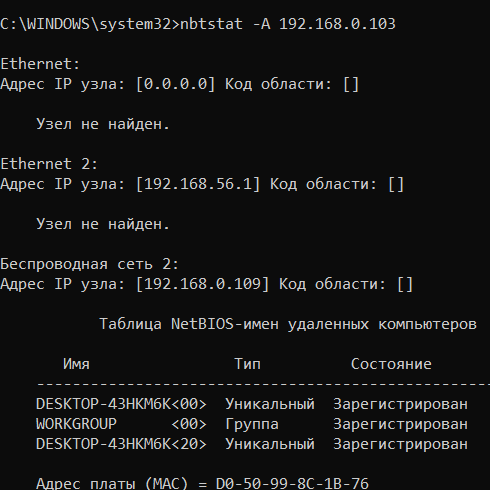 C:\WINDOWS\system32>nbtstat -A 192.168.0.103
Ethernet:
Адрес IP узла: [0.0.0.0] Код области: []
Узел не найден.
Ethernet 2:
Адрес IP узла: [192.168.56.1] Код области: []
Узел не найден.
Беспроводная сеть 2:
Адрес IP узла: [192.168.0.109] Код области: []
Таблица NetBIOS-имен удаленных компьютеров
Имя Тип Состояние
---------------------------------------------------
DESKTOP-43HKM6K<00> Уникальный Зарегистрирован
WORKGROUP <00> Группа Зарегистрирован
DESKTOP-43HKM6K<20> Уникальный Зарегистрирован
Адрес платы (MAC) = D0-50-99-8C-1B-76